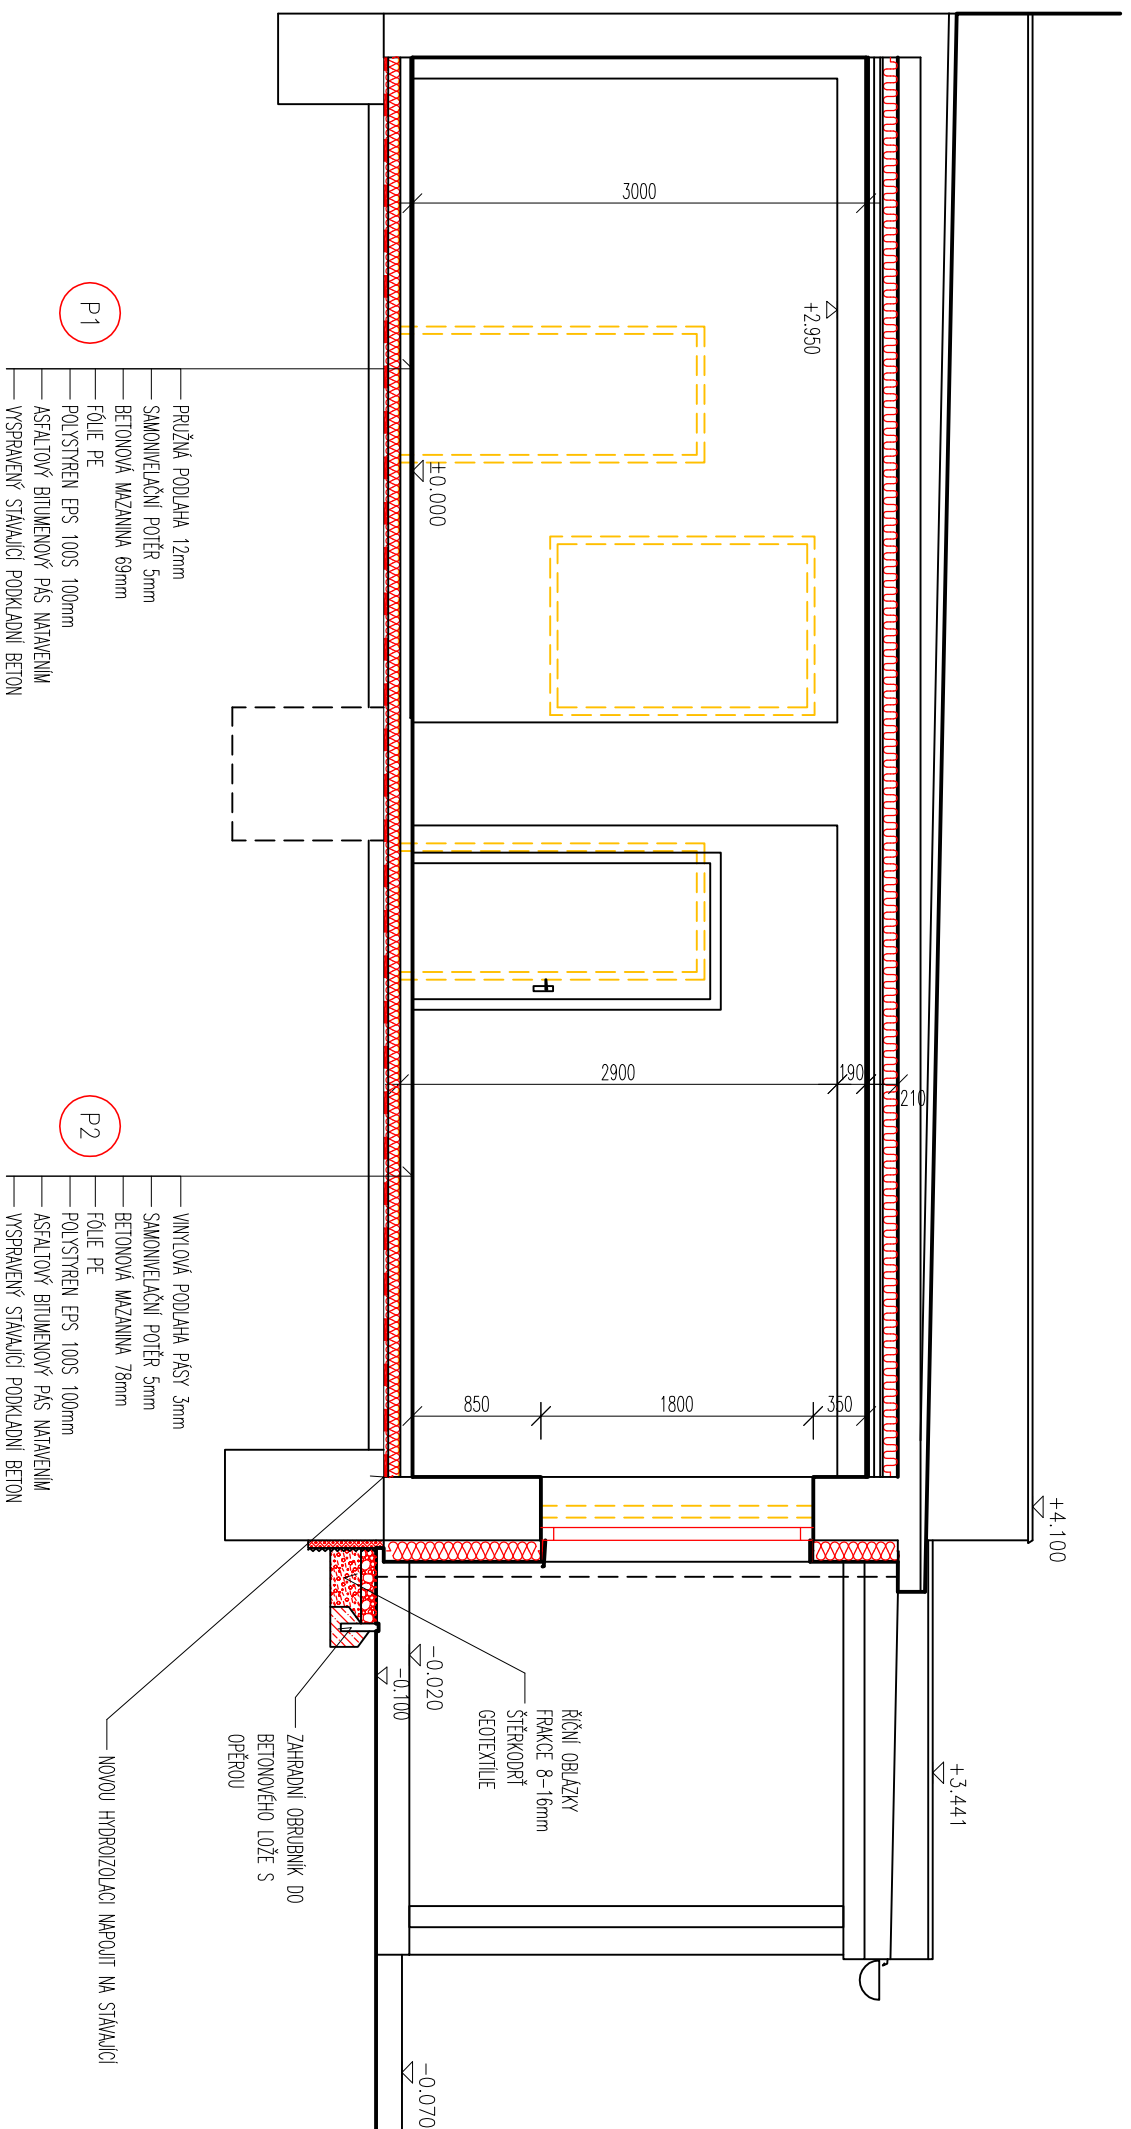 +4.100
+3.441
3000
+2.950
±0.000
2900
190
210
850
1800
350
-0.020
-0.100
-0.070
ŘÍČNÍ OBLÁZKY
FRAKCE 8-16mm
ŠTĚRKODRŤ
GEOTEXTÍLIE
ZAHRADNÍ OBRUBNÍK DO
BETONOVÉHO LOŽE S
OPĚROU
NOVOU HYDROIZOLACI NAPOJIT NA STÁVAJÍCÍ
P1
PRUŽNÁ PODLAHA 12mm
SAMONIVELAČNÍ POTĚR 5mm
BETONOVÁ MAZANINA 69mm
FÓLIE PE
POLYSTYREN EPS 100S 100mm
ASFALTOVÝ BITUMENOVÝ PÁS NATAVENÍM
VYSPRAVENÝ STÁVAJÍCÍ PODKLADNÍ BETON
P2
VINYLOVÁ PODLAHA PÁSY 3mm
SAMONIVELAČNÍ POTĚR 5mm
BETONOVÁ MAZANINA 78mm
FÓLIE PE
POLYSTYREN EPS 100S 100mm
ASFALTOVÝ BITUMENOVÝ PÁS NATAVENÍM
VYSPRAVENÝ STÁVAJÍCÍ PODKLADNÍ BETON